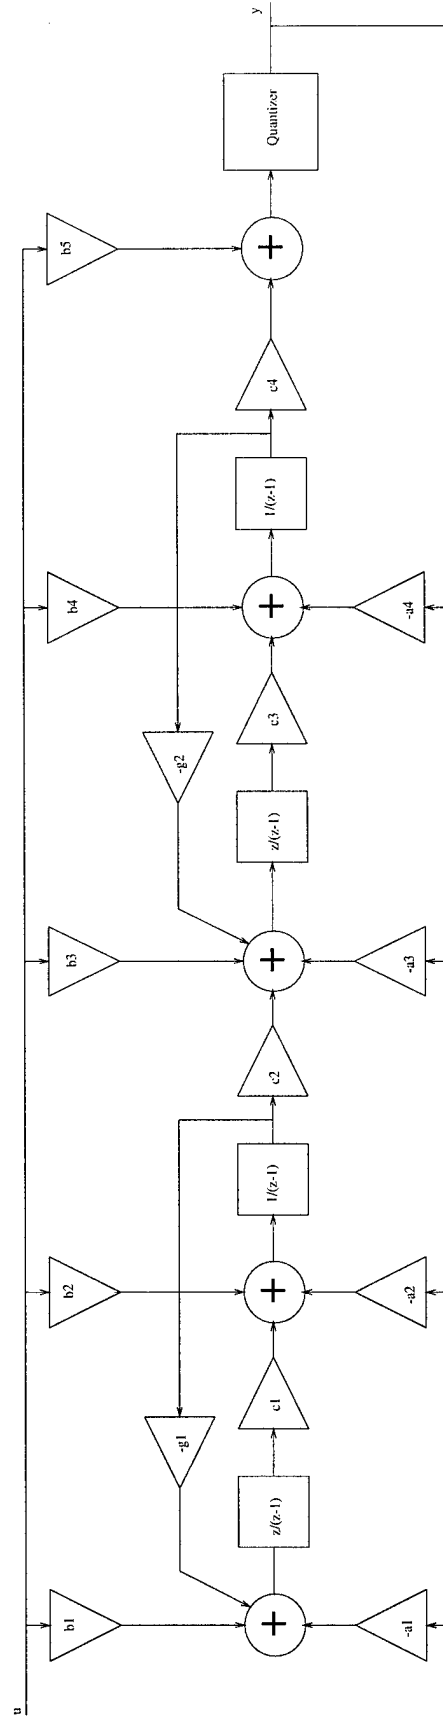 u
b1
b2
b3
b4
b5
-g1
-g2
+
z/(z-1)
c1
+
1/(z-1)
c2
+
z/(z-1)
c3
+
1/(z-1)
c4
+
Quantizer
y
-a1
-a2
-a3
-a4